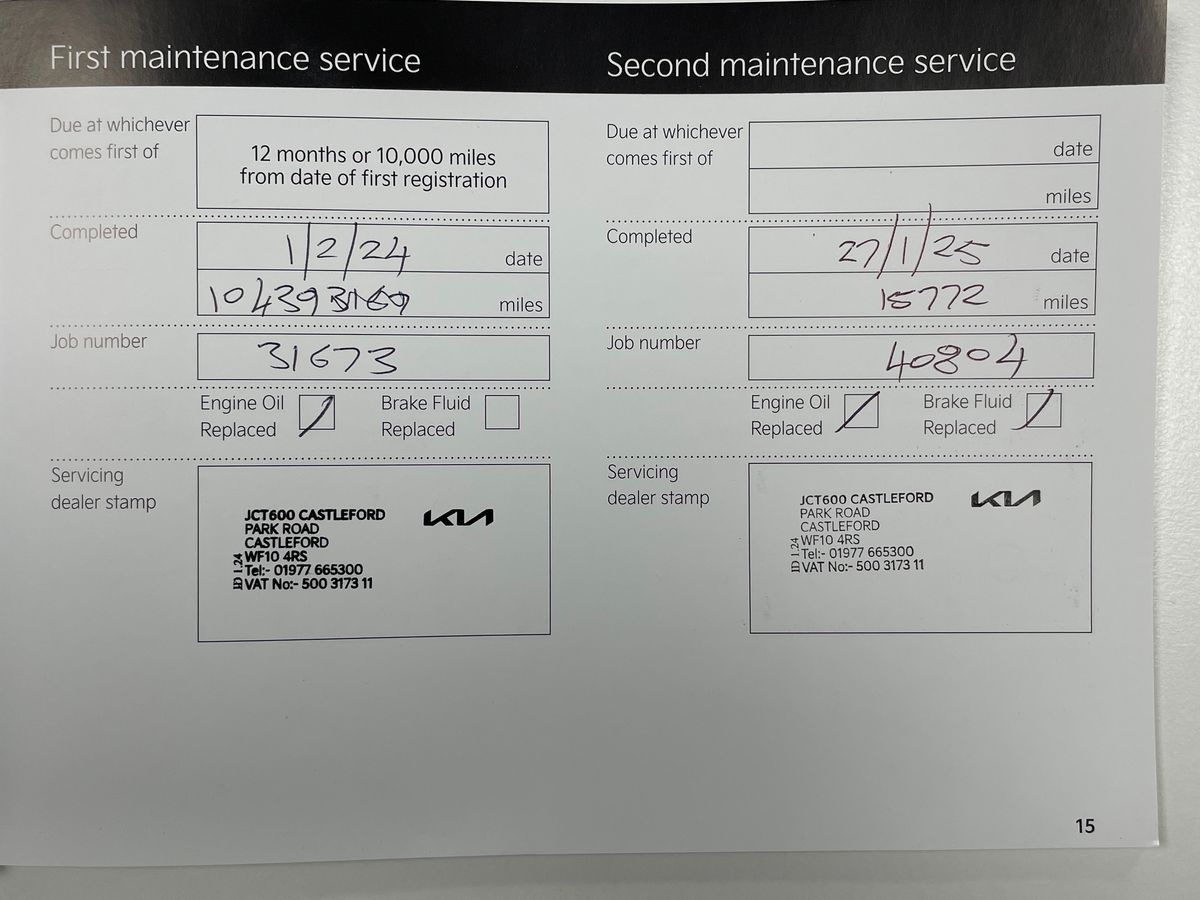 First maintenance service
Due at whichever
comes first of
12 months or 10,000 miles
from date of first registration
Completed
1/2/24 date
miles
Job number
31673
Engine Oil
Replaced
Brake Fluid
Replaced
Servicing
dealer stamp
JCT600 CASTLEFORD
PARK ROAD
CASTLEFORD
WF10 4RS
Tel:- 01977 665300
VAT No:- 500 3173 11
ID 1.24
KIA
Second maintenance service
Due at whichever
comes first of
date
miles
Completed
27/1/25 date
15772 miles
Job number
40804
Engine Oil
Replaced
Brake Fluid
Replaced
Servicing
dealer stamp
JCT600 CASTLEFORD
PARK ROAD
CASTLEFORD
WF10 4RS
Tel:- 01977 665300
VAT No:- 500 3173 11
ID 1.24
KIA
15